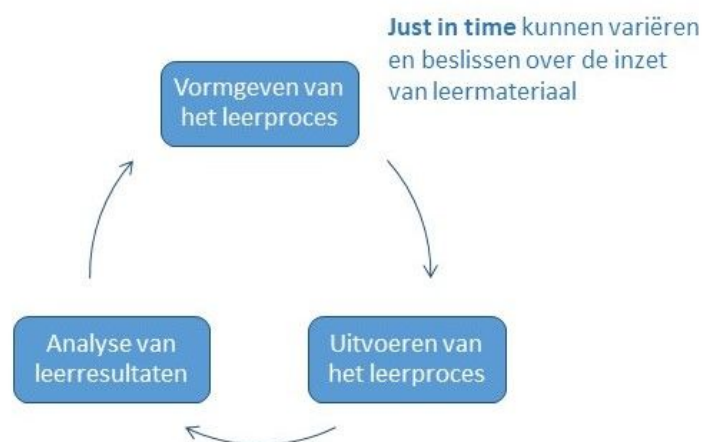 Just in time kunnen variëren
en beslissen over de inzet
van leermateriaal
Vormgeven van
het leerproces
Analyse van
leerresultaten
Uitvoeren van
het leerproces